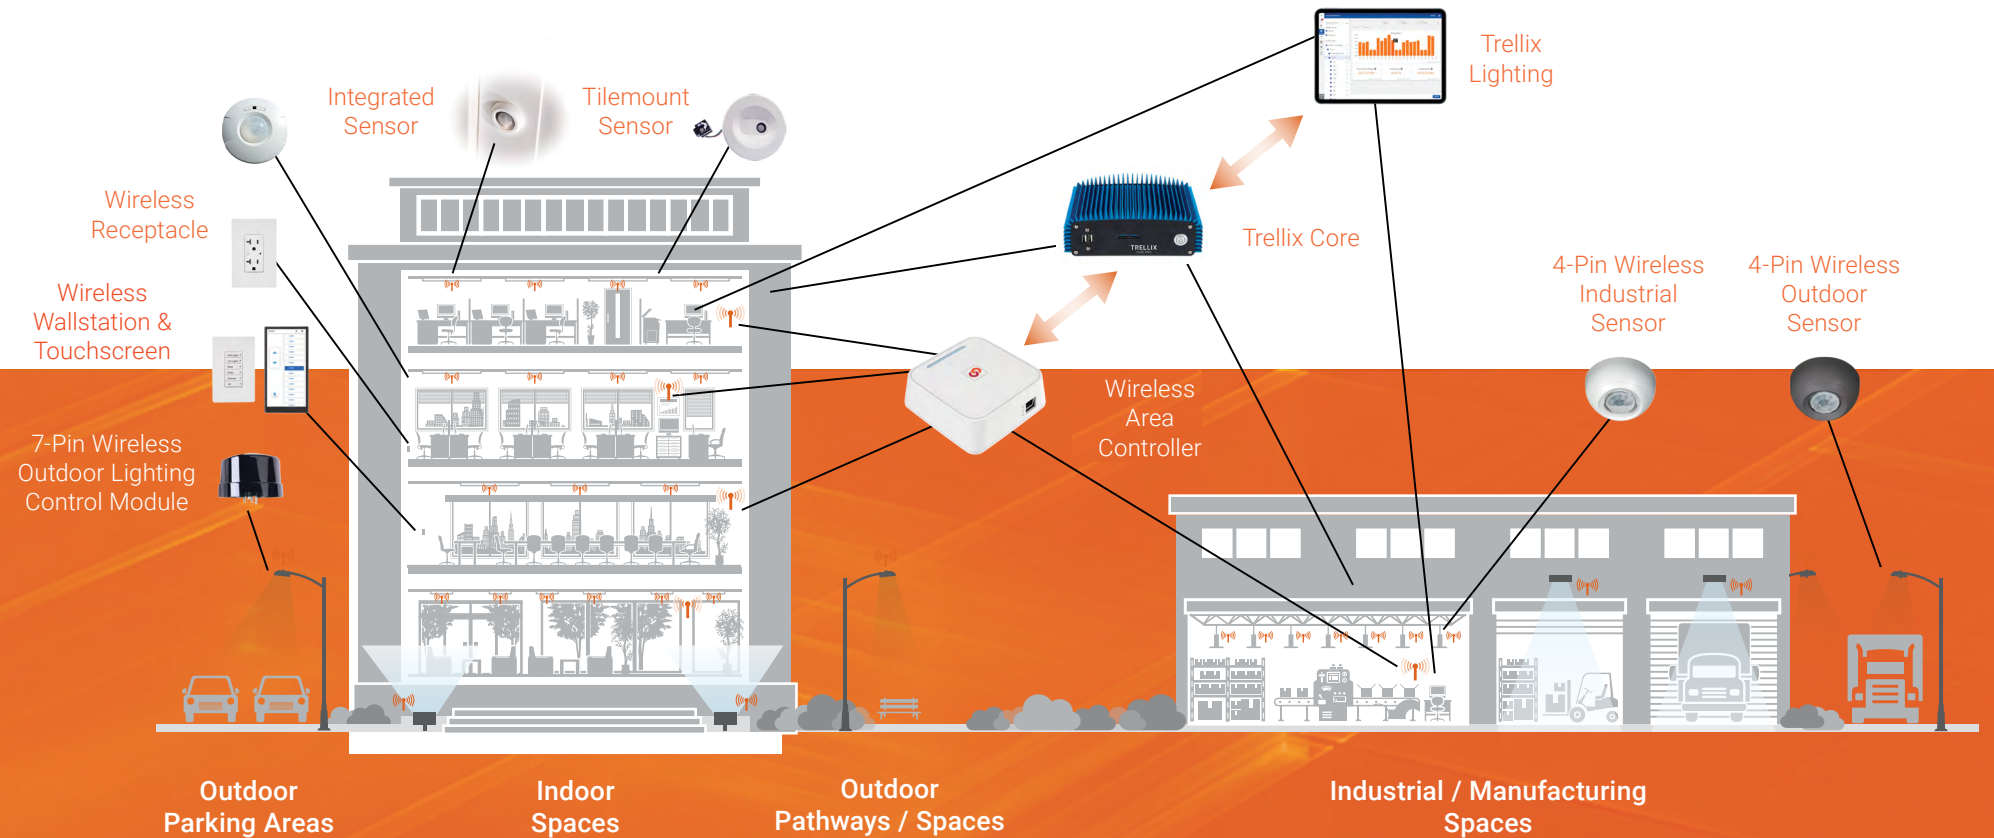 Trellix
Lighting
Integrated
Sensor
Tilemount
Sensor
Wireless
Receptacle
TRELLIX
Trellix Core
Wireless
Wallstation &
Touchscreen
4-Pin Wireless
Industrial
Sensor
4-Pin Wireless
Outdoor
Sensor
Wireless
Area
Controller
7-Pin Wireless
Outdoor Lighting
Control Module
Outdoor
Parking Areas
Indoor
Spaces
Outdoor
Pathways / Spaces
Industrial / Manufacturing
Spaces